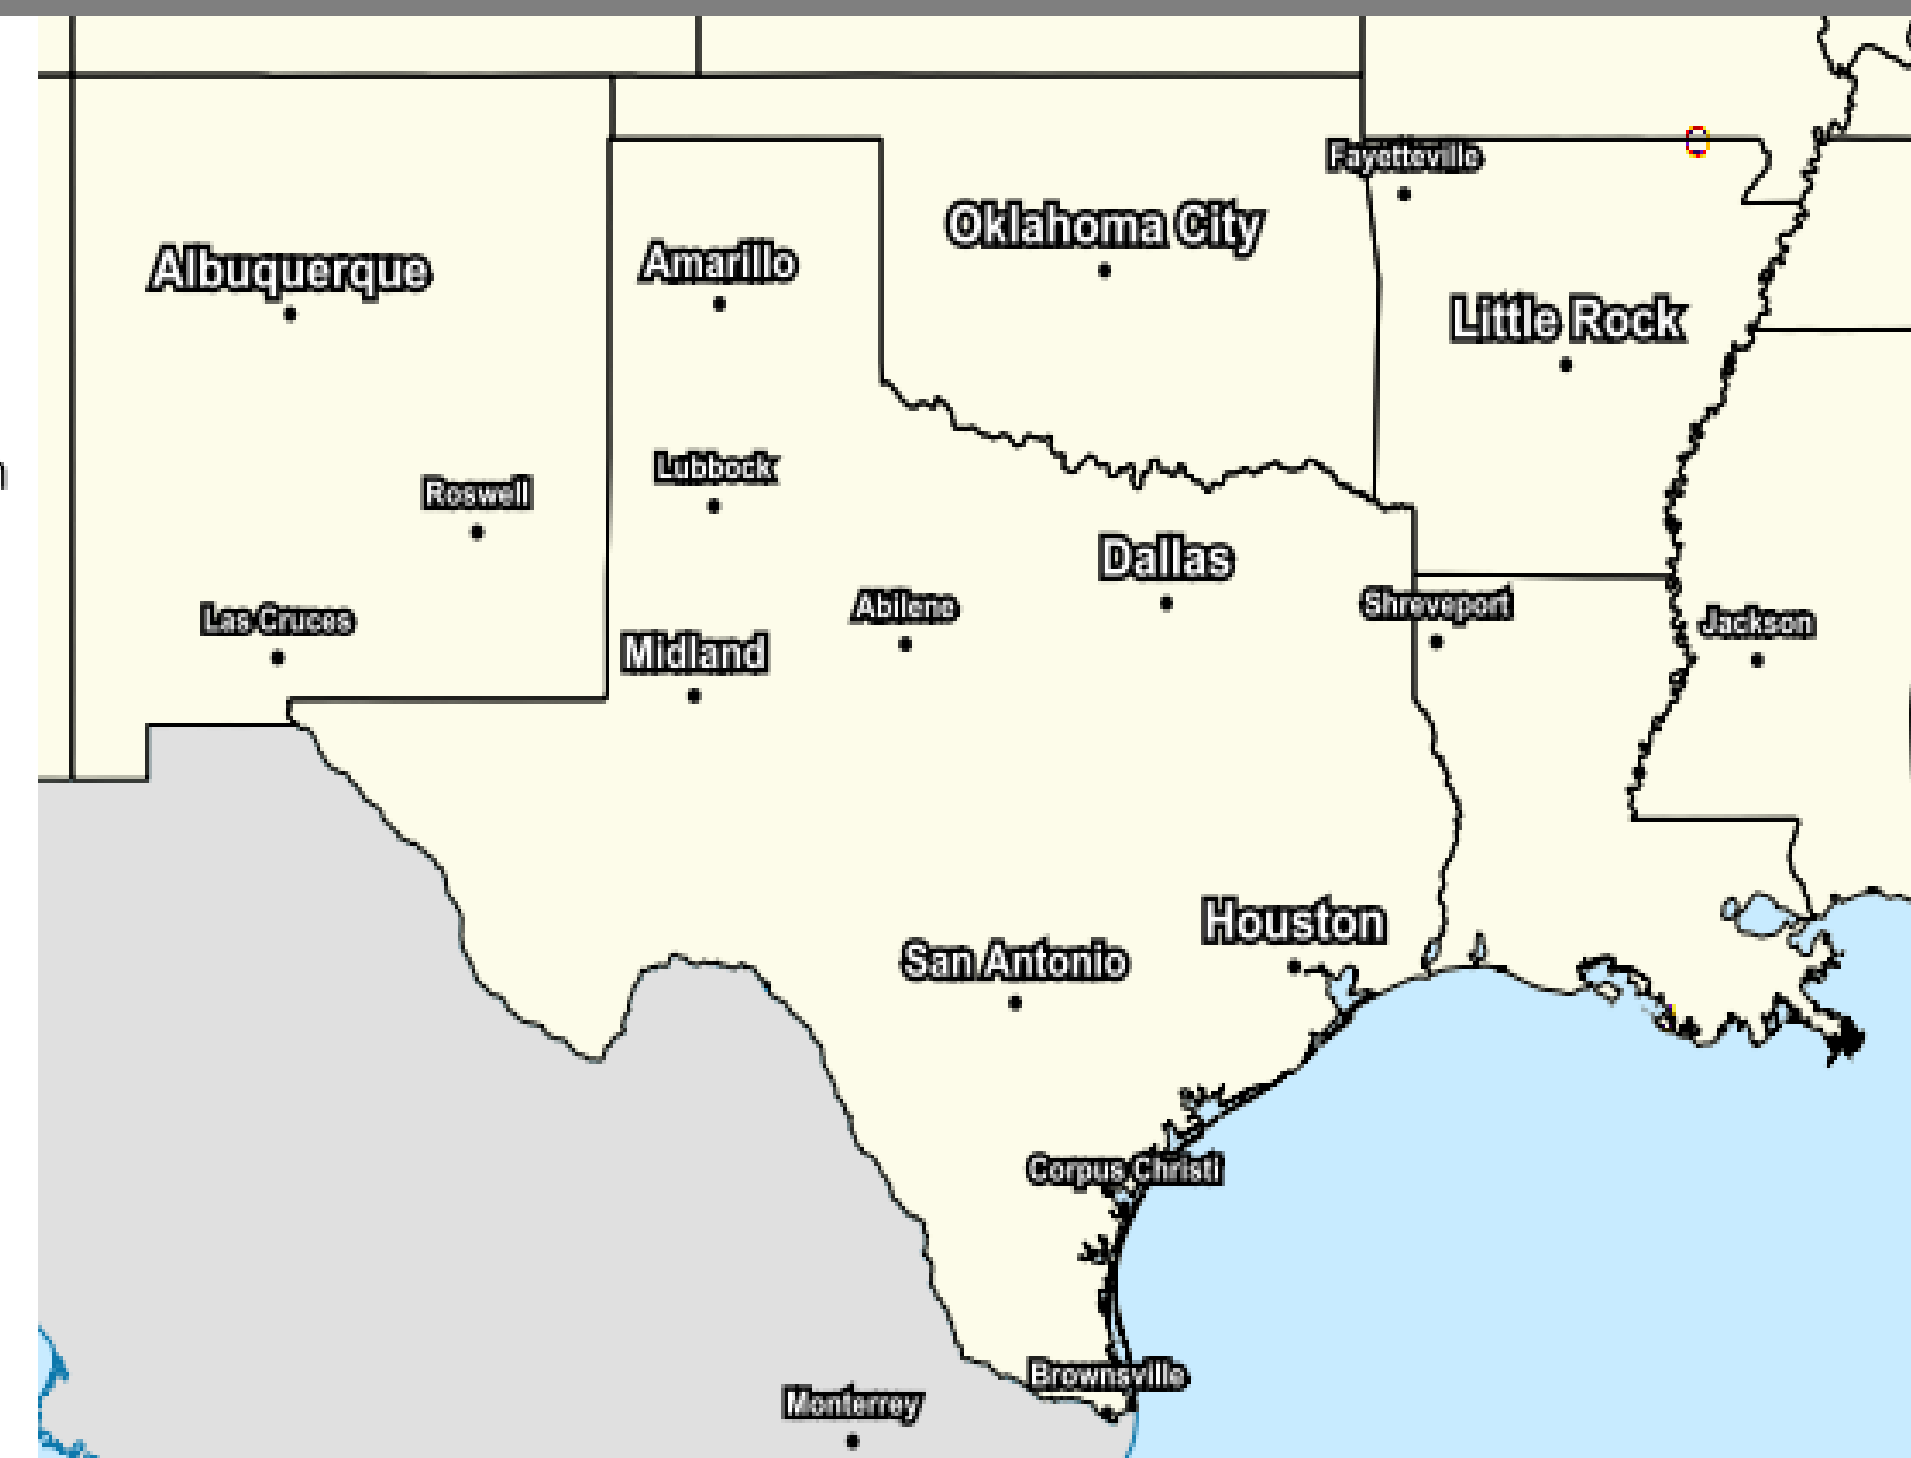 Fayetteville
Oklahoma City
Albuquerque
Amarillo
Little Rock
Lubbock
Roswell
Dallas
Abilene
Shreveport
Las Cruces
Jackson
Midland
Houston
San Antonio
Corpus Christi
Brownsville
Monterrey